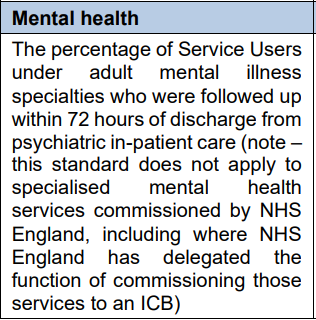 Mental health
The percentage of Service Users
under adult mental illness
specialties who were followed up
within 72 hours of discharge from
psychiatric in-patient care (note –
this standard does not apply to
specialised mental health
services commissioned by NHS
England, including where NHS
England has delegated the
function of commissioning those
services to an ICB)